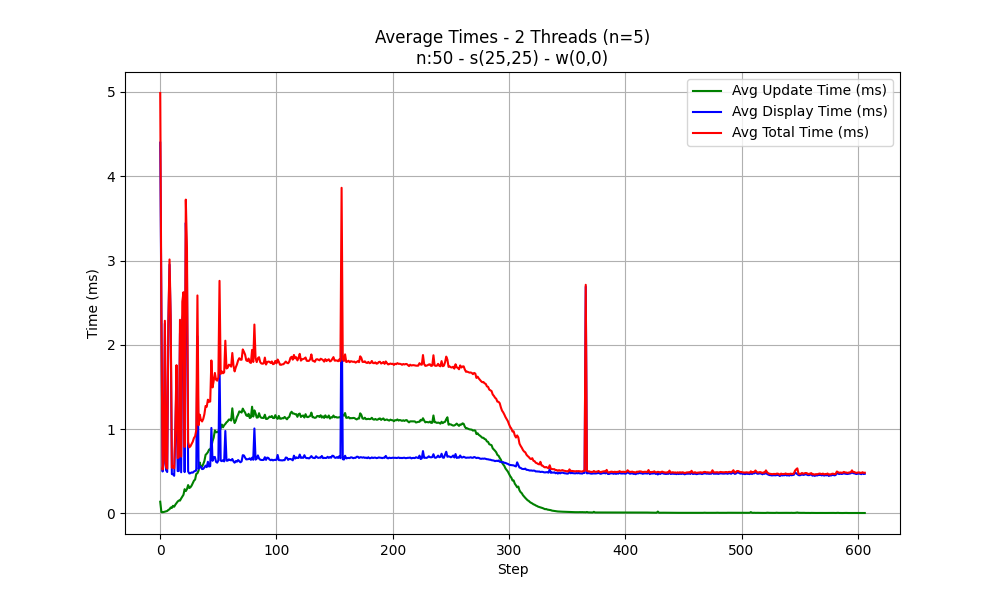 Average Times - 2 Threads (n=5)
n:50 - s(25,25) - w(0,0)
Avg Update Time (ms)
Avg Display Time (ms)
Avg Total Time (ms)
Time (ms)
5
4
3
2
1
0
0 100 200 300 400 500 600
Step